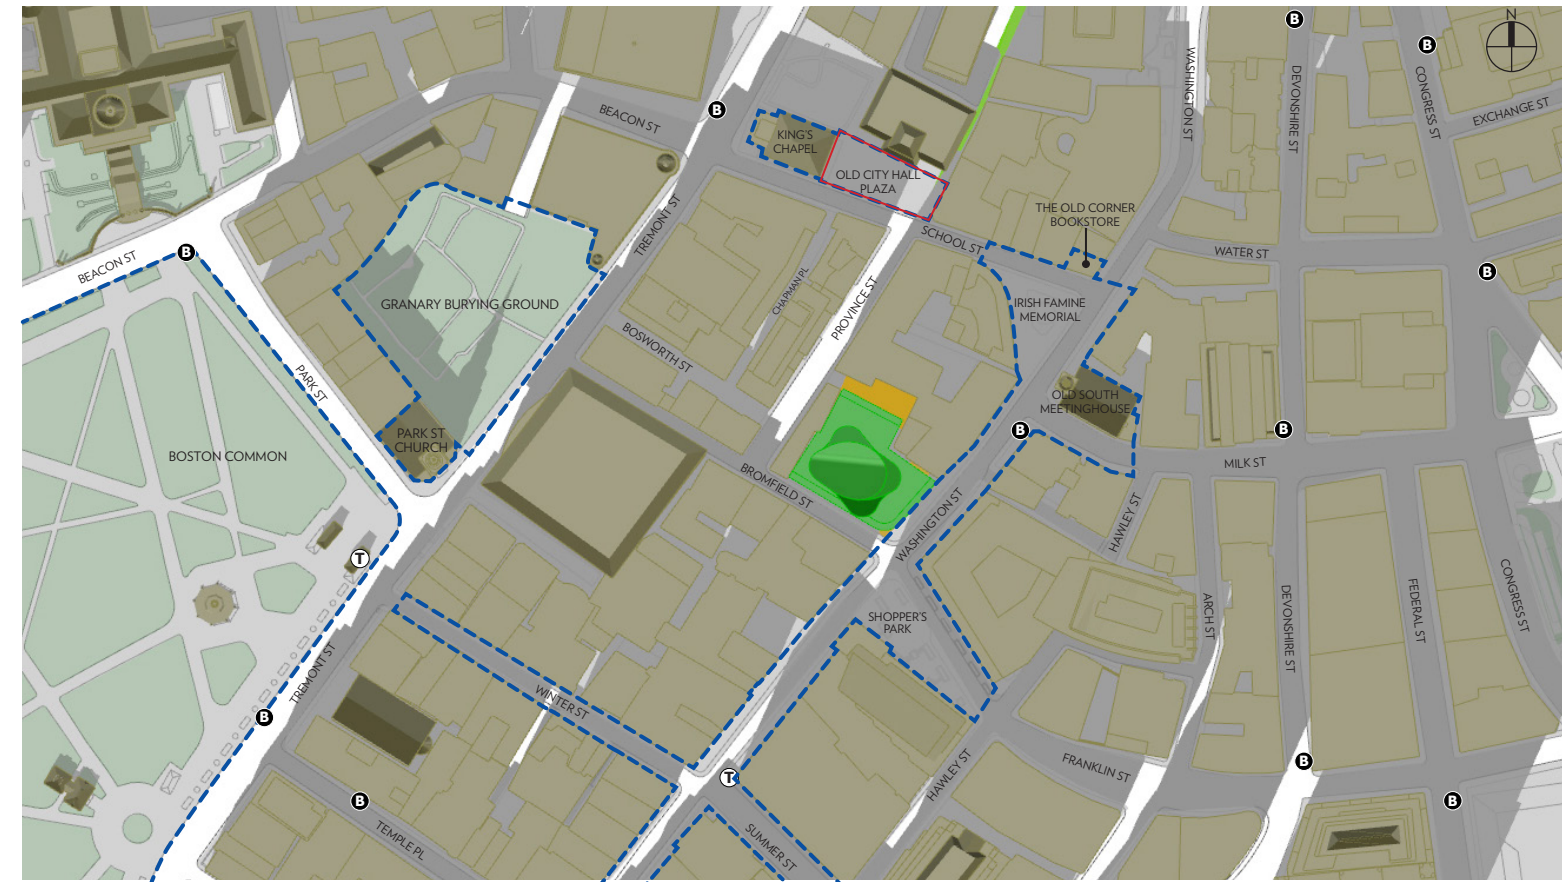 N
B
B
WASHINGTON ST
DEVONSHIRE ST
CONGRESS ST
EXCHANGE ST
BEACON ST
B
KING'S
CHAPEL
OLD CITY HALL
PLAZA
THE OLD CORNER
BOOKSTORE
TREMONT ST
SCHOOL ST
WATER ST
B
BEACON ST
B
GRANARY BURYING GROUND
CHAPMAN PL
PROVINCE ST
IRISH FAMINE
MEMORIAL
BOSWORTH ST
PARK ST
OLD SOUTH
MEETINGHOUSE
PARK ST
CHURCH
BOSTON COMMON
B
B
MILK ST
BROMFIELD ST
WASHINGTON ST
HAWLEY ST
T
SHOPPER'S
PARK
ARCH ST
DEVONSHIRE ST
FEDERAL ST
CONGRESS ST
TREMONT ST
B
WINTER ST
T
HAWLEY ST
FRANKLIN ST
B
B
B
TEMPLE PL
SUMMER ST